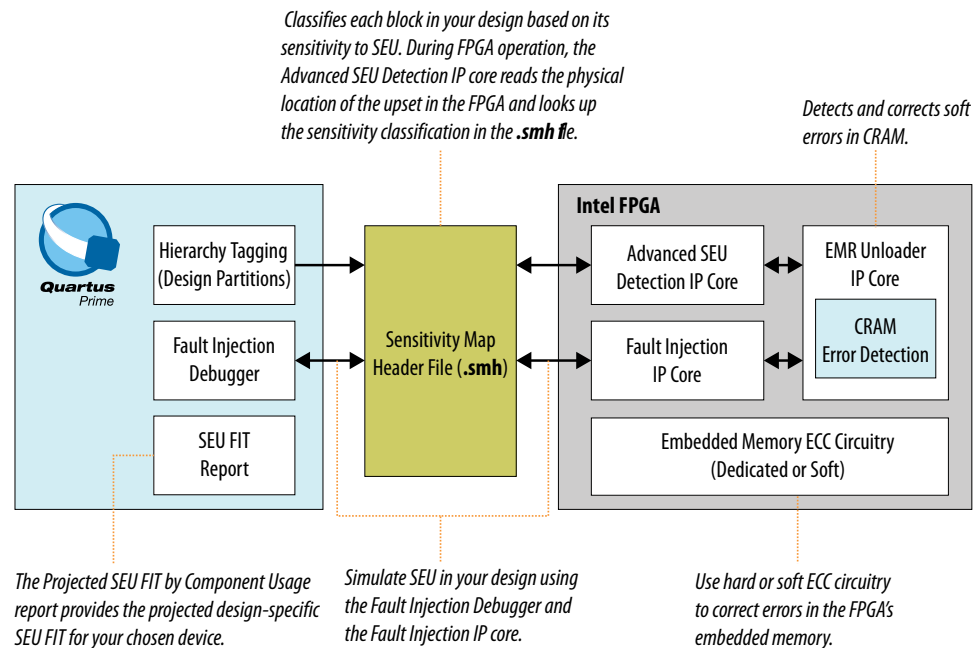 Classifies each block in your design based on its
sensitivity to SEU. During FPGA operation, the
Advanced SEU Detection IP core reads the physical
location of the upset in the FPGA and looks up
the sensitivity classification in the .smh file.
Detects and corrects soft
errors in CRAM.
Quartus
Prime
Hierarchy Tagging
(Design Partitions)
Fault Injection
Debugger
SEU FIT
Report
Sensitivity Map
Header File (.smh)
Intel FPGA
Advanced SEU
Detection IP Core
Fault Injection
IP Core
EMR Unloader
IP Core
CRAM
Error Detection
Embedded Memory ECC Circuitry
(Dedicated or Soft)
The Projected SEU FIT by Component Usage
report provides the projected design-specific
SEU FIT for your chosen device.
Simulate SEU in your design using
the Fault Injection Debugger and
the Fault Injection IP core.
Use hard or soft ECC circuitry
to correct errors in the FPGA's
embedded memory.